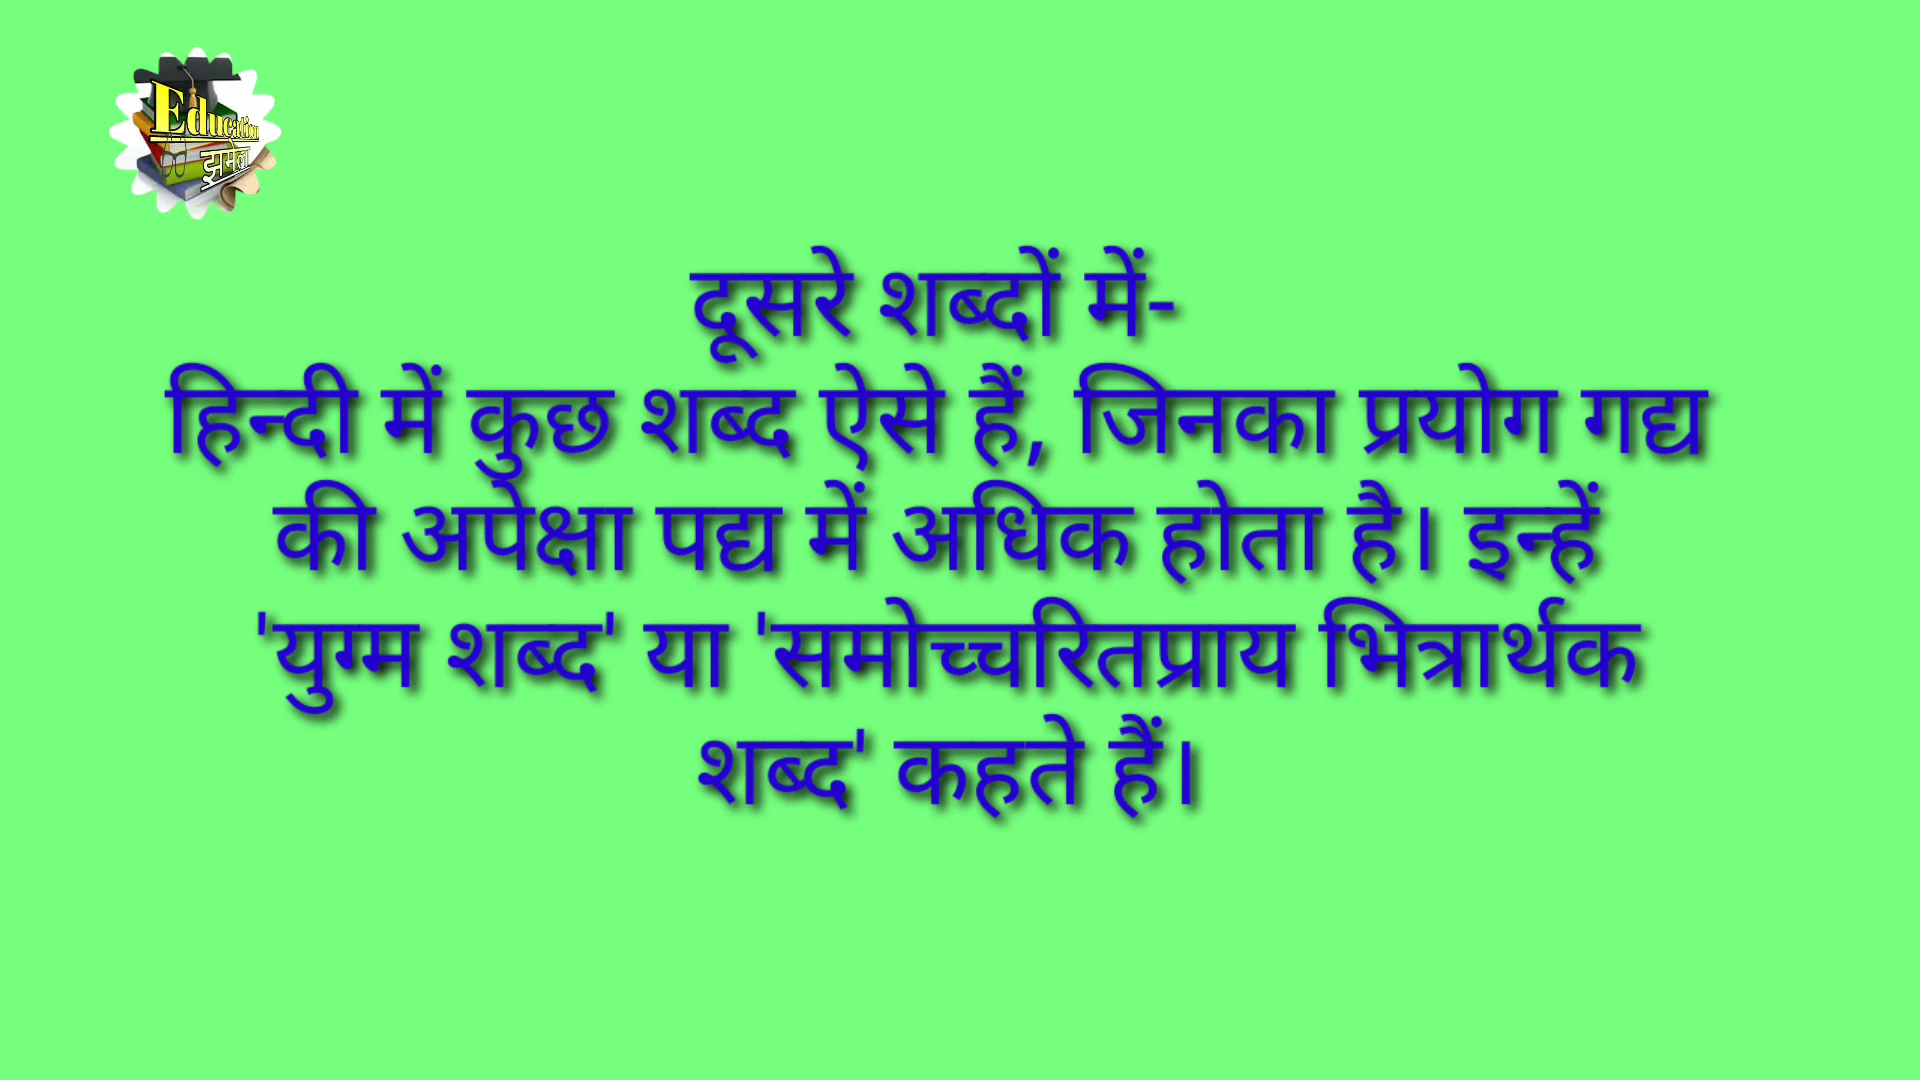 Education
झमेला
दूसरे शब्दों में-
हिन्दी में कुछ शब्द ऐसे हैं, जिनका प्रयोग गद्य
की अपेक्षा पद्य में अधिक होता है। इन्हें
'युग्म शब्द' या 'समोच्चरितप्राय भित्रार्थक
शब्द' कहते हैं।